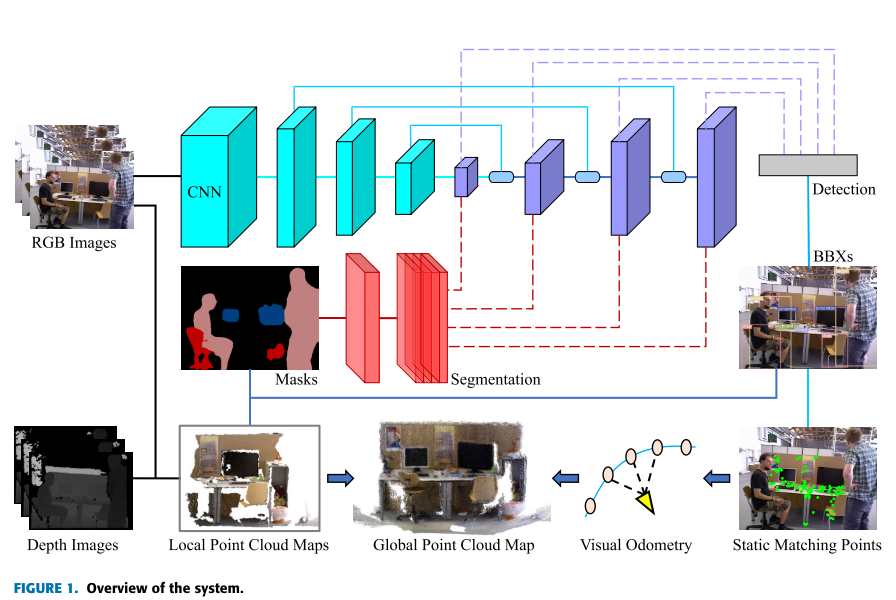 CNN
RGB Images
Detection
BBXs
Masks
Segmentation
Depth Images
Local Point Cloud Maps
Global Point Cloud Map
Visual Odometry
Static Matching Points
FIGURE 1. Overview of the system.